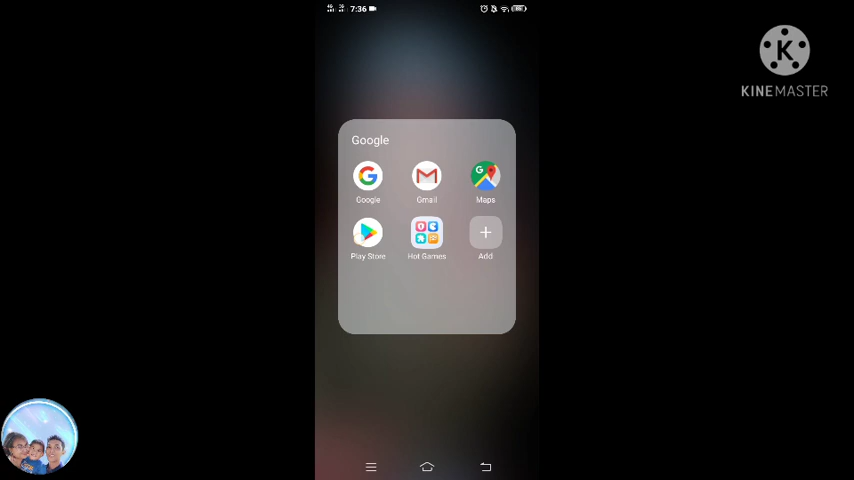 7:36
KINEMASTER
Google
Google
Gmail
Maps
Play Store
Hot Games
Add